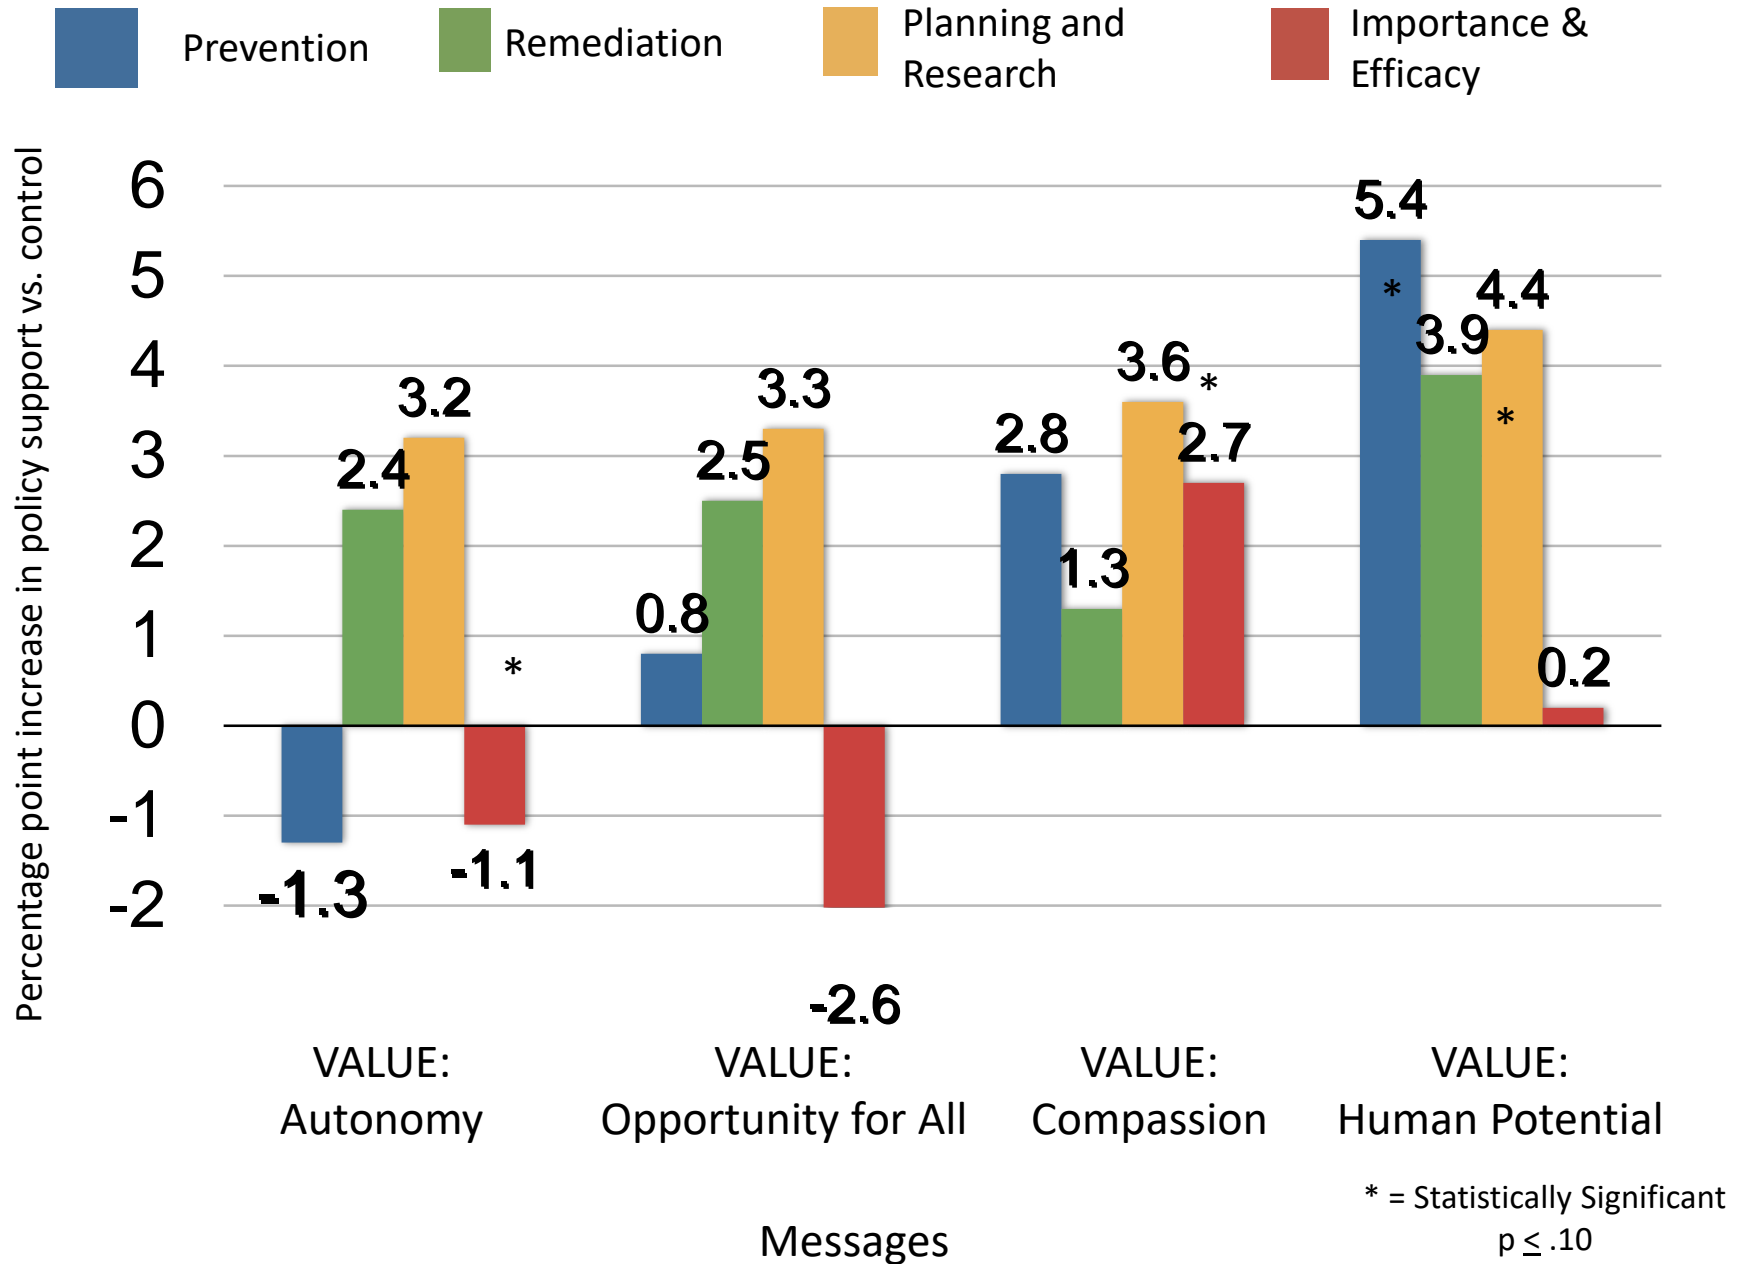 Prevention
Remediation
Planning and
Research
Importance &
Efficacy
Percentage point increase in policy support vs. control
6
5
4
3
2
1
0
-1
-2
-1.3
2.4
3.2
-1.1
*
0.8
2.5
3.3
-2.6
2.8
1.3
3.6
*
2.7
5.4
*
3.9
4.4
*
0.2
VALUE:
Autonomy
VALUE:
Opportunity for All
VALUE:
Compassion
VALUE:
Human Potential
* = Statistically Significant
p ≤ .10
Messages